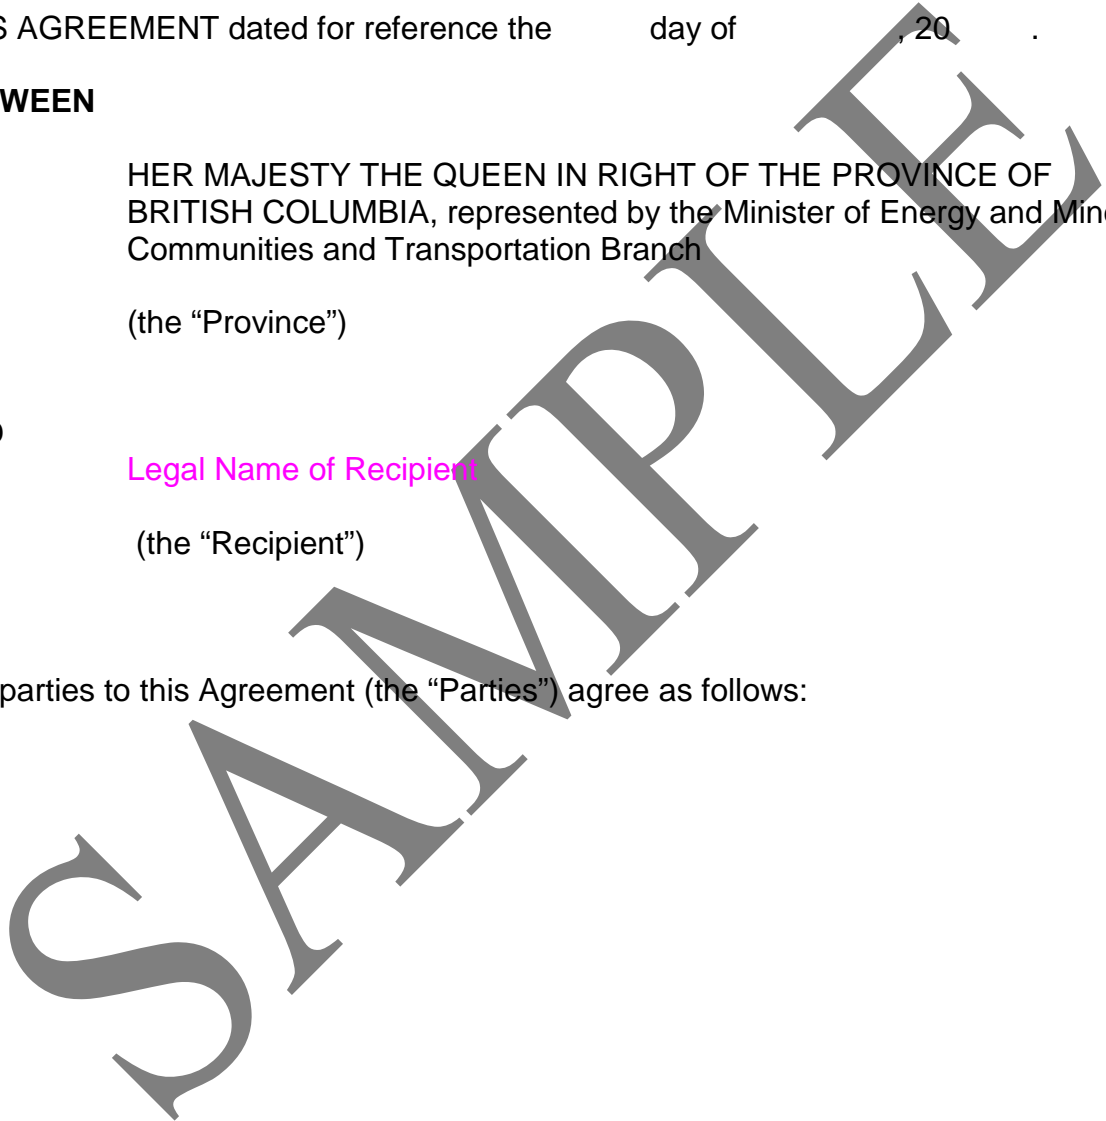 S AGREEMENT dated for reference the day of , 20 .
WEEN
HER MAJESTY THE QUEEN IN RIGHT OF THE PROVINCE OF
BRITISH COLUMBIA, represented by the Minister of Energy and Mine
Communities and Transportation Branch
(the “Province”)
Legal Name of Recipient
(the “Recipient”)
parties to this Agreement (the “Parties”) agree as follows:
SAMPLE